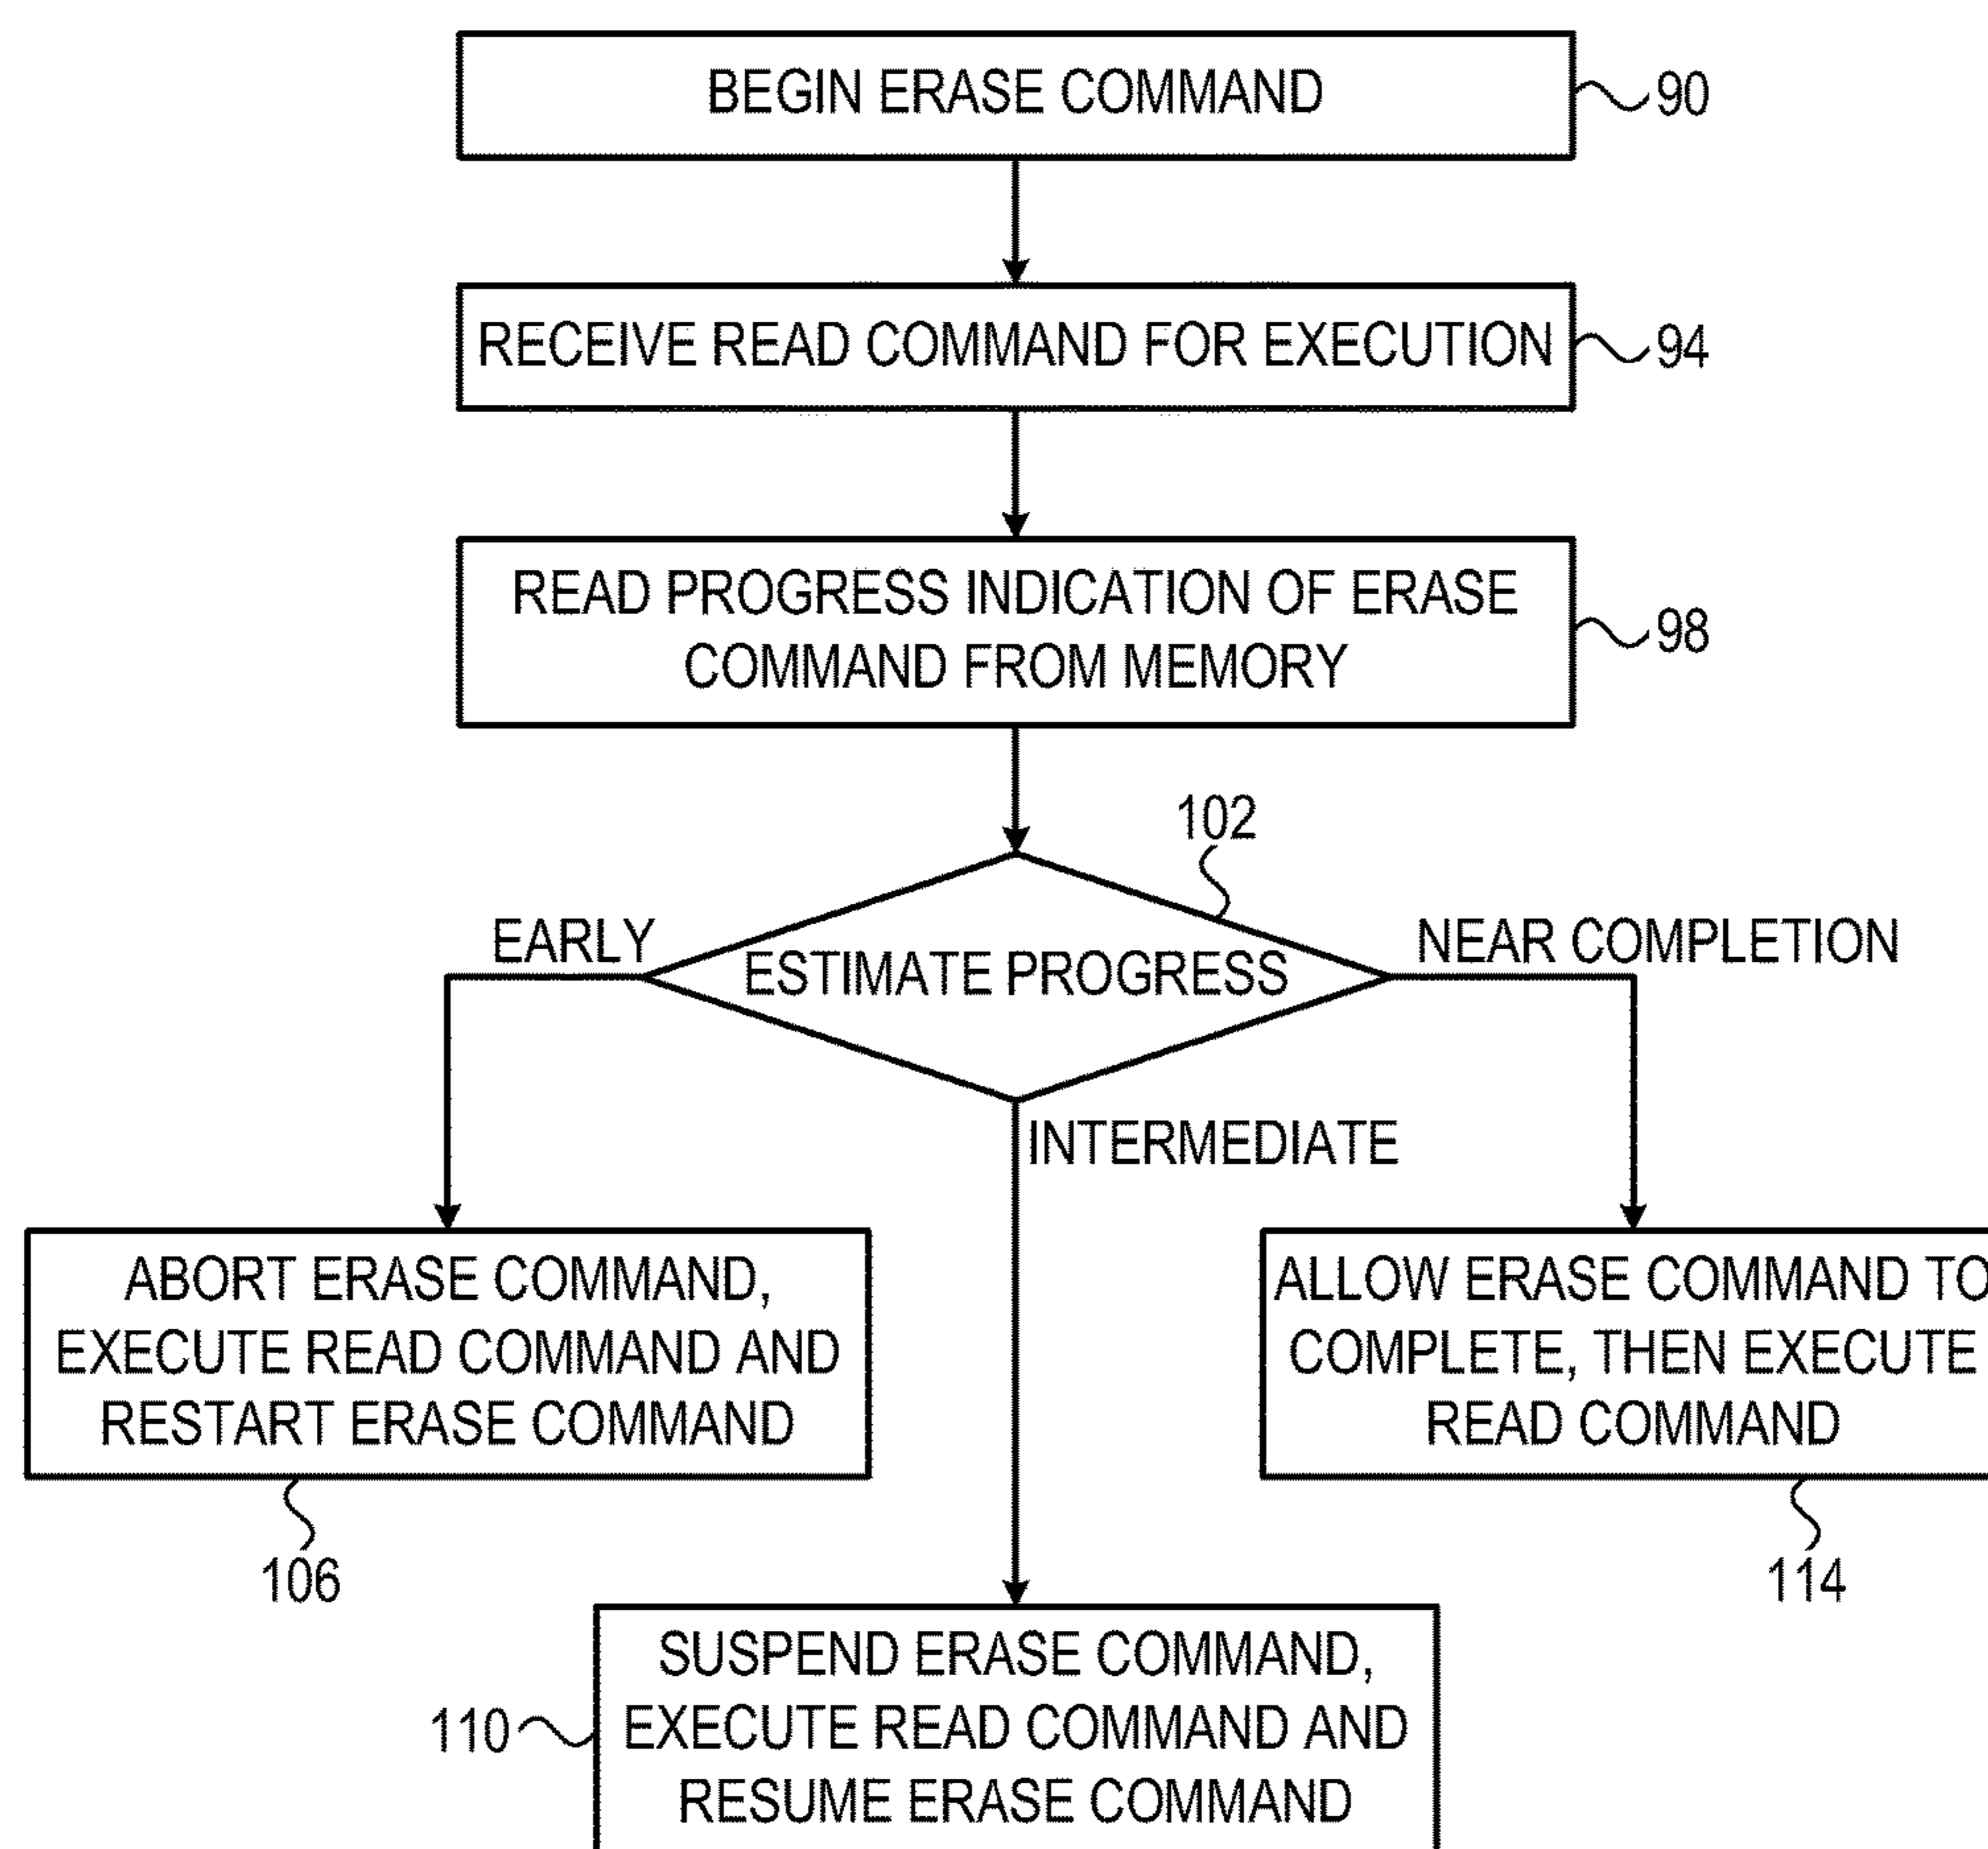 BEGIN ERASE COMMAND
90
RECEIVE READ COMMAND FOR EXECUTION
94
READ PROGRESS INDICATION OF ERASE
COMMAND FROM MEMORY
98
102
EARLY
ESTIMATE PROGRESS
NEAR COMPLETION
INTERMEDIATE
ABORT ERASE COMMAND,
EXECUTE READ COMMAND AND
RESTART ERASE COMMAND
106
ALLOW ERASE COMMAND TO
COMPLETE, THEN EXECUTE
READ COMMAND
114
SUSPEND ERASE COMMAND,
EXECUTE READ COMMAND AND
RESUME ERASE COMMAND
110